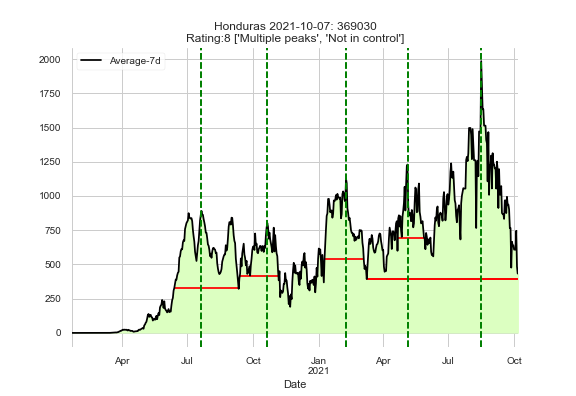 Honduras 2021-10-07: 369030
Rating:8 ['Multiple peaks', 'Not in control']
Average-7d
2000
1750
1500
1250
1000
750
500
250
0
Apr Jul Oct Jan Apr Jul Oct
2021
Date